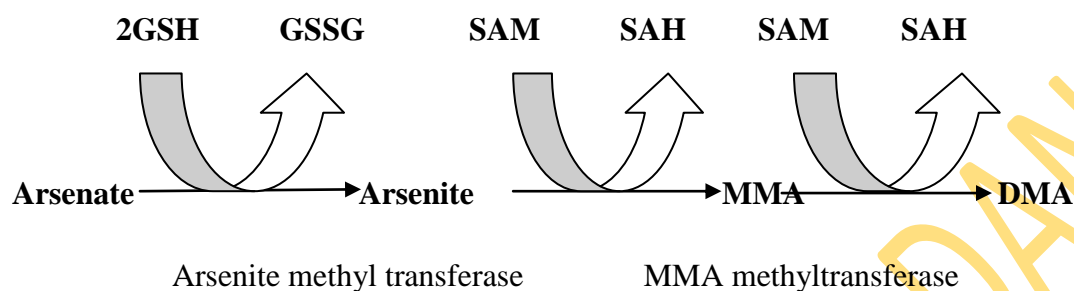 2GSH GSSG SAM SAH SAM SAH
Arsenate Arsenite MMA DMA
Arsenite methyl transferase MMA methyltransferase